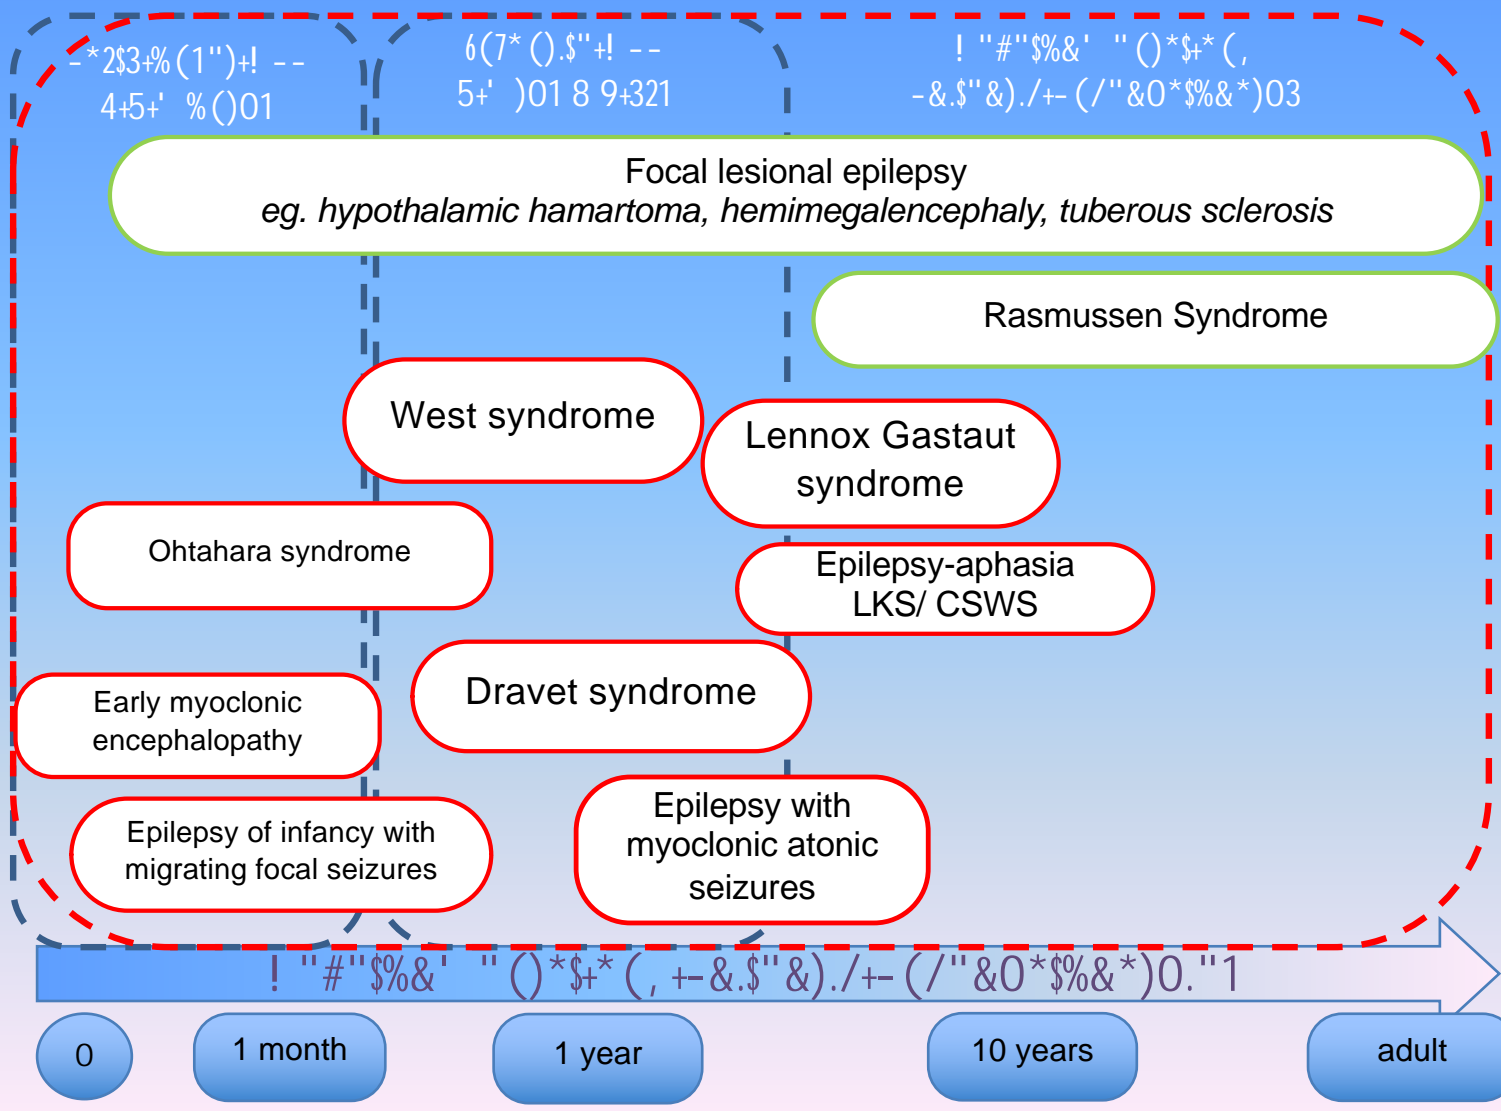 Focal lesional epilepsy
eg. hypothalamic hamartoma, hemimegalencephaly, tuberous sclerosis
Rasmussen Syndrome
West syndrome
Lennox Gastaut
syndrome
Ohtahara syndrome
Epilepsy-aphasia
LKS/ CSWS
Dravet syndrome
Early myoclonic
encephalopathy
Epilepsy of infancy with
migrating focal seizures
Epilepsy with
myoclonic atonic
seizures
0
1 month
1 year
10 years
adult